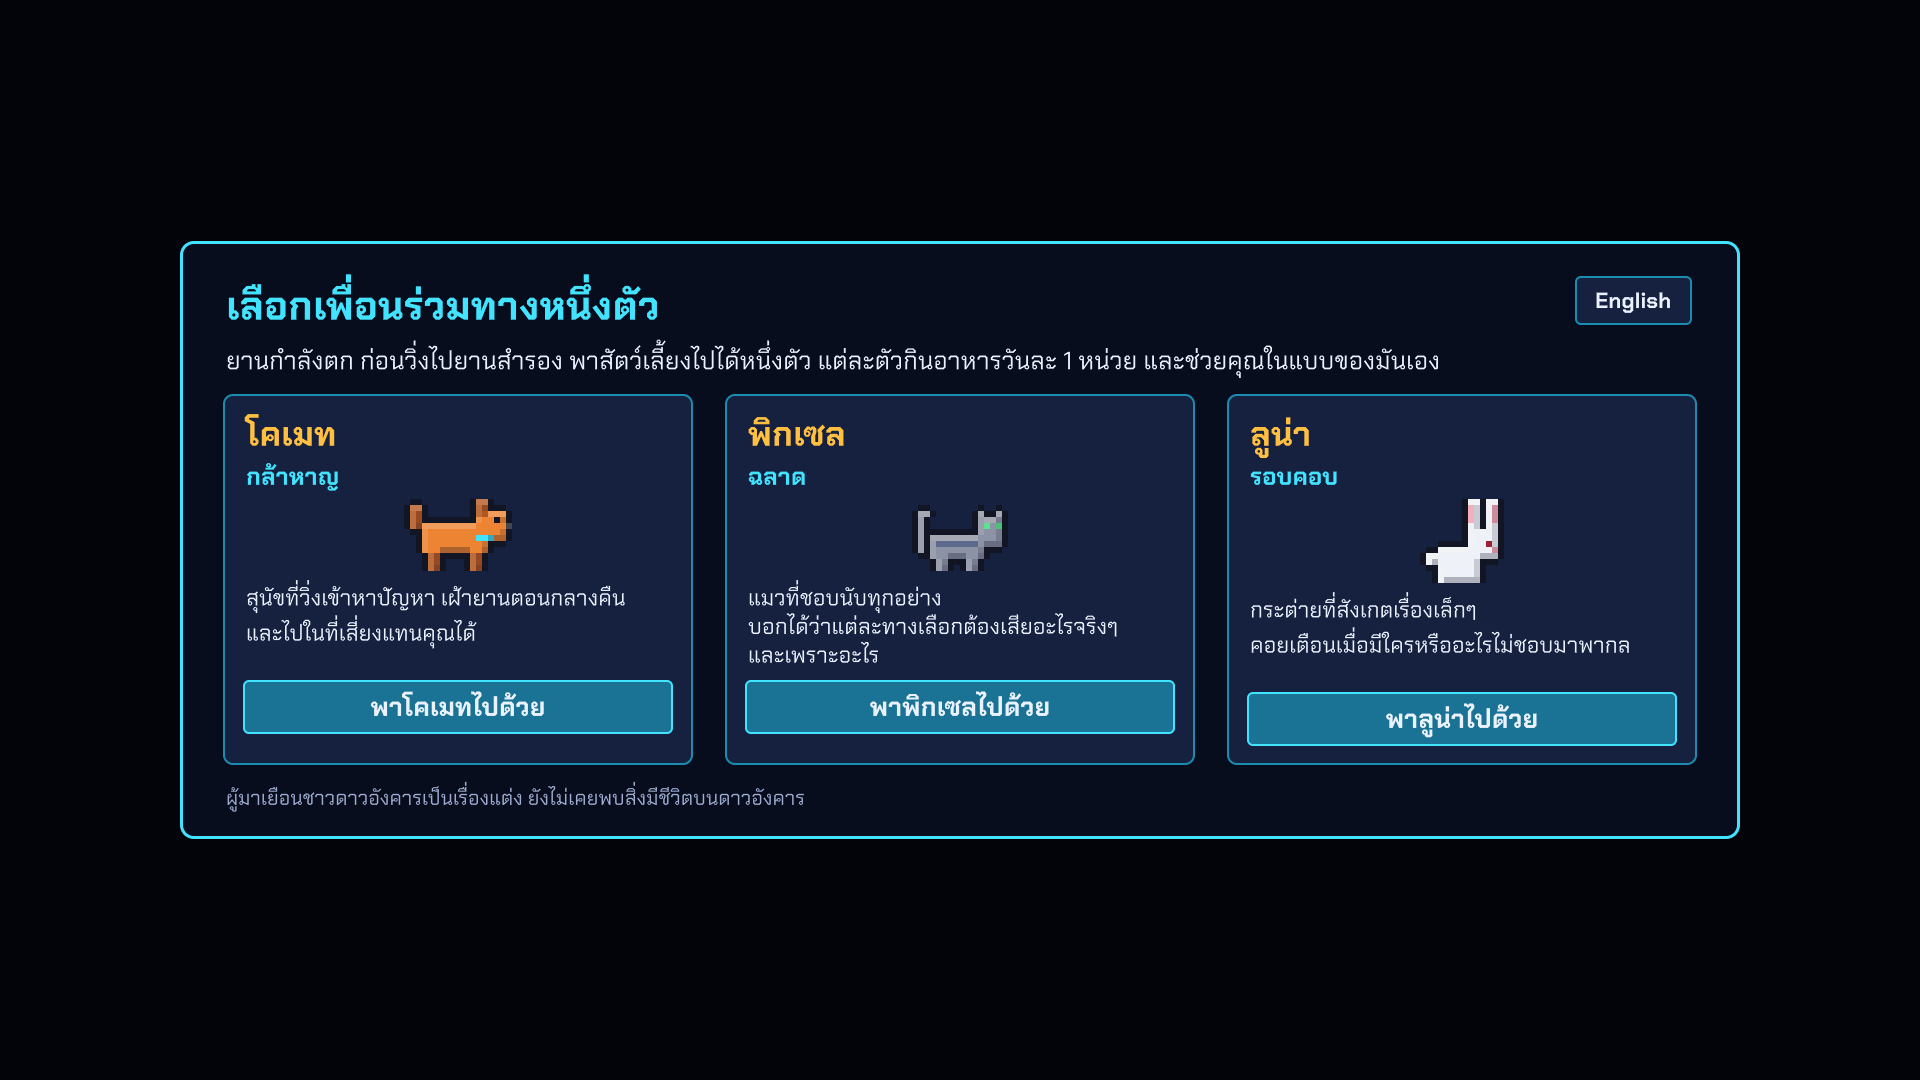 เลือกเพื่อนร่วมทางหนึ่งตัว
English
ยานกำลังตก ก่อนวิ่งไปยานสำรอง พาสัตว์เลี้ยงไปได้หนึ่งตัว แต่ละตัวกินอาหารวันละ 1 หน่วย และช่วยคุณในแบบของมันเอง
โคเมท
กล้าหาญ
สุนัขที่วิ่งเข้าหาปัญหา เฝ้ายานตอนกลางคืน
และไปในที่เสี่ยงแทนคุณได้
พาโคเมทไปด้วย
พิกเซล
ฉลาด
แมวที่ชอบนับทุกอย่าง
บอกได้ว่าแต่ละทางเลือกต้องเสียอะไรจริงๆ
และเพราะอะไร
พาพิกเซลไปด้วย
ลูน่า
รอบคอบ
กระต่ายที่สังเกตเรื่องเล็กๆ
คอยเตือนเมื่อมีใครหรืออะไรไม่ชอบมาพากล
พาลูน่าไปด้วย
ผู้มาเยือนชาวดาวอังคารเป็นเรื่องแต่ง ยังไม่เคยพบสิ่งมีชีวิตบนดาวอังคาร